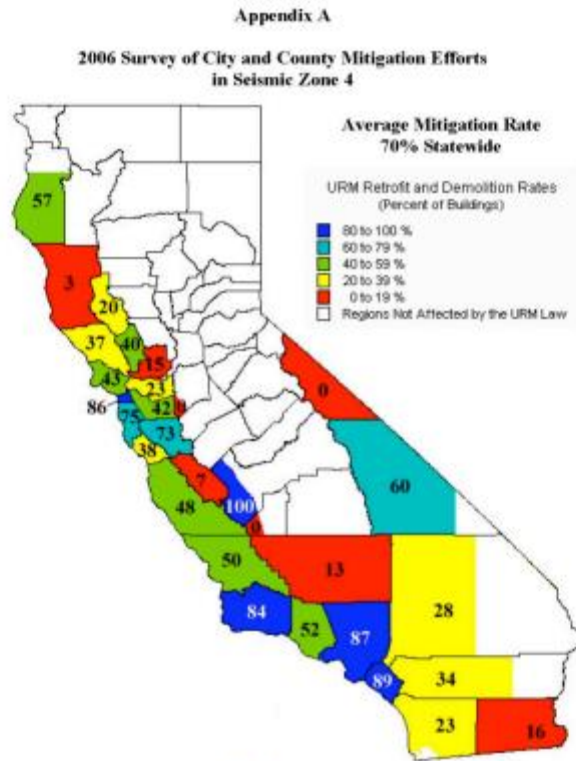 Appendix A
2006 Survey of City and County Mitigation Efforts
in Seismic Zone 4
Average Mitigation Rate
70% Statewide
URM Retrofit and Demolition Rates
(Percent of Buildings)
80 to 100 %
60 to 79 %
40 to 59 %
20 to 39 %
0 to 19 %
Regions Not Affected by the URM Law
57
3
20
37
40
15
43
23
86
42
75
73
38
0
7
60
100
48
0
50
13
84
52
87
28
89
34
23
16